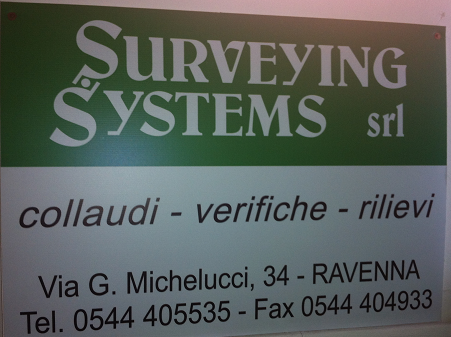 SURVEYING
SYSTEMS srl
collaudi - verifiche - rilievi
Via G. Michelucci, 34 - RAVENNA
Tel. 0544 405535 - Fax 0544 404933